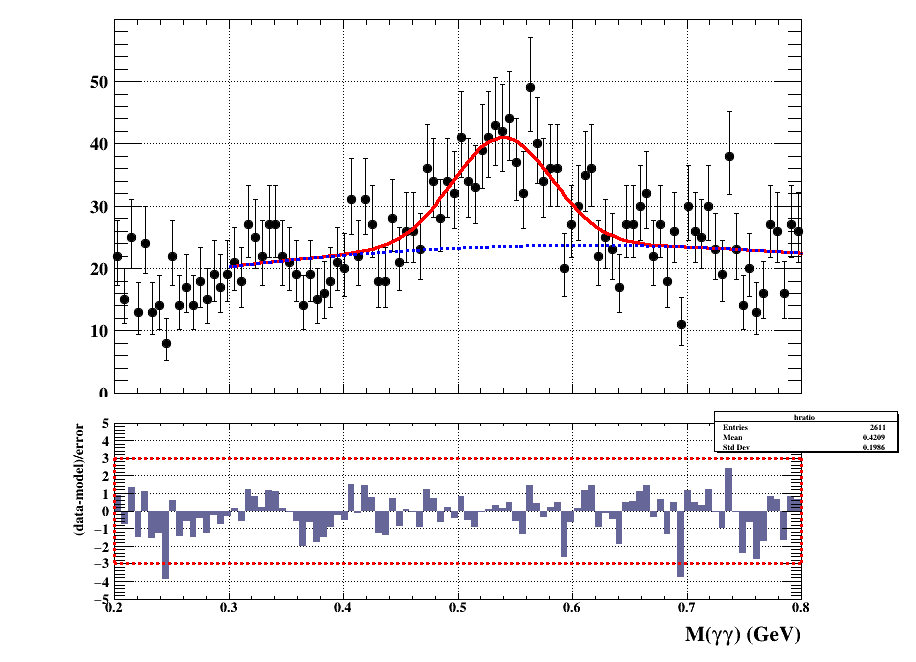 50
40
30
20
10
0
hratio
Entries 2611
Mean 0.4209
Std Dev 0.1986
(data-model)/error
5
4
3
2
1
0
−1
−2
−3
−4
−5
0.2 0.3 0.4 0.5 0.6 0.7 0.8
M(γγ) (GeV)